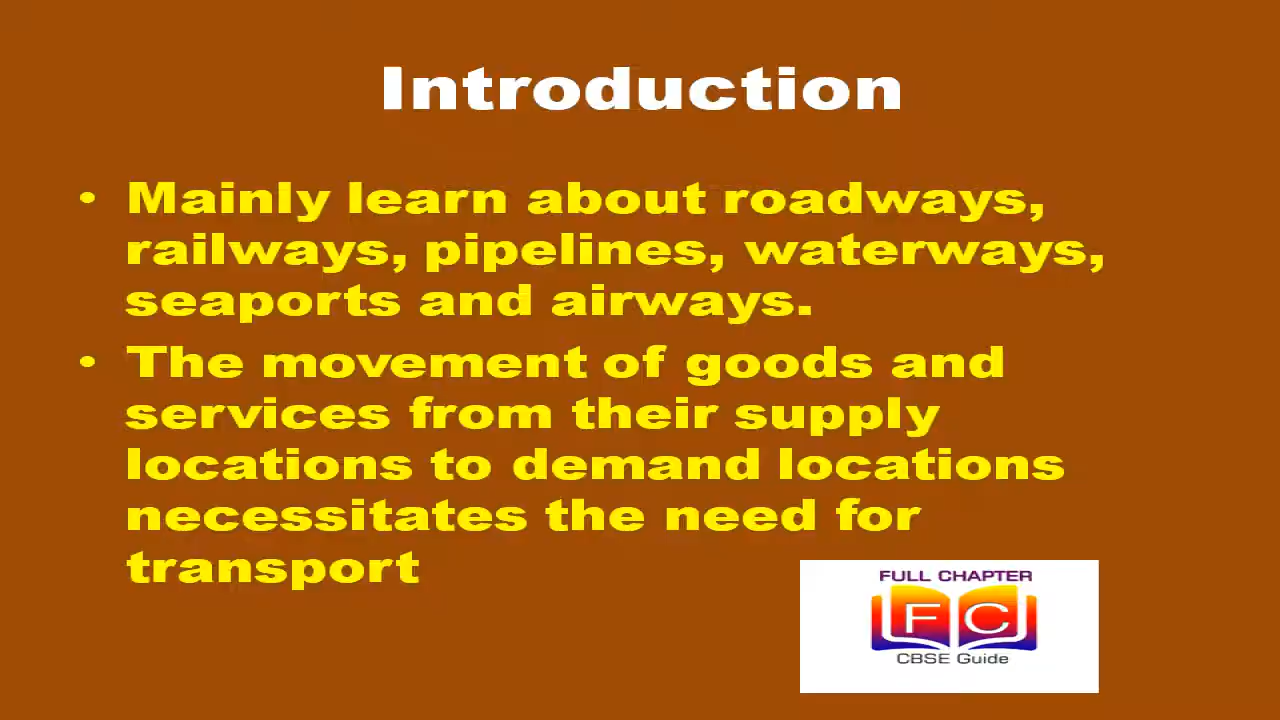 Introduction
• Mainly learn about roadways,
railways, pipelines, waterways,
seaports and airways.
• The movement of goods and
services from their supply
locations to demand locations
necessitates the need for
transport
FULL CHAPTER
FC
CBSE Guide